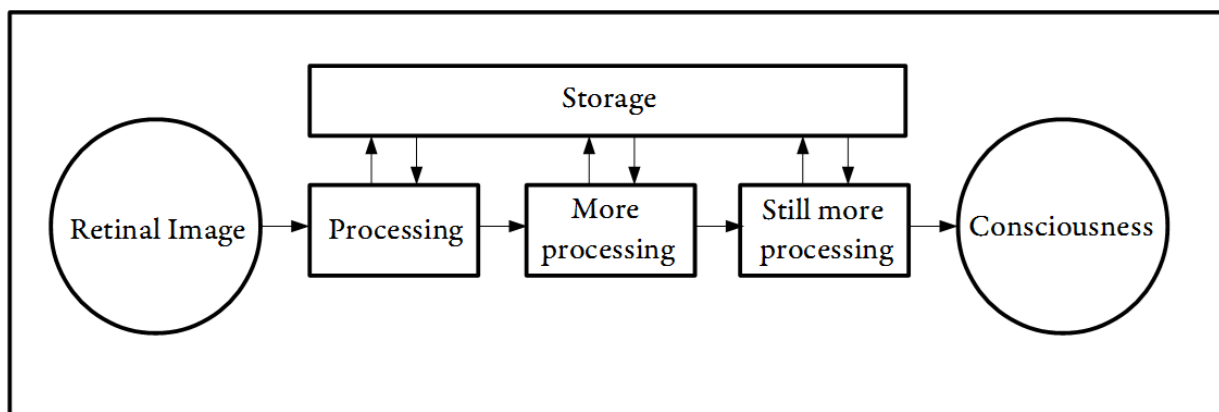 Storage
Retinal Image
Processing
More
processing
Still more
processing
Consciousness